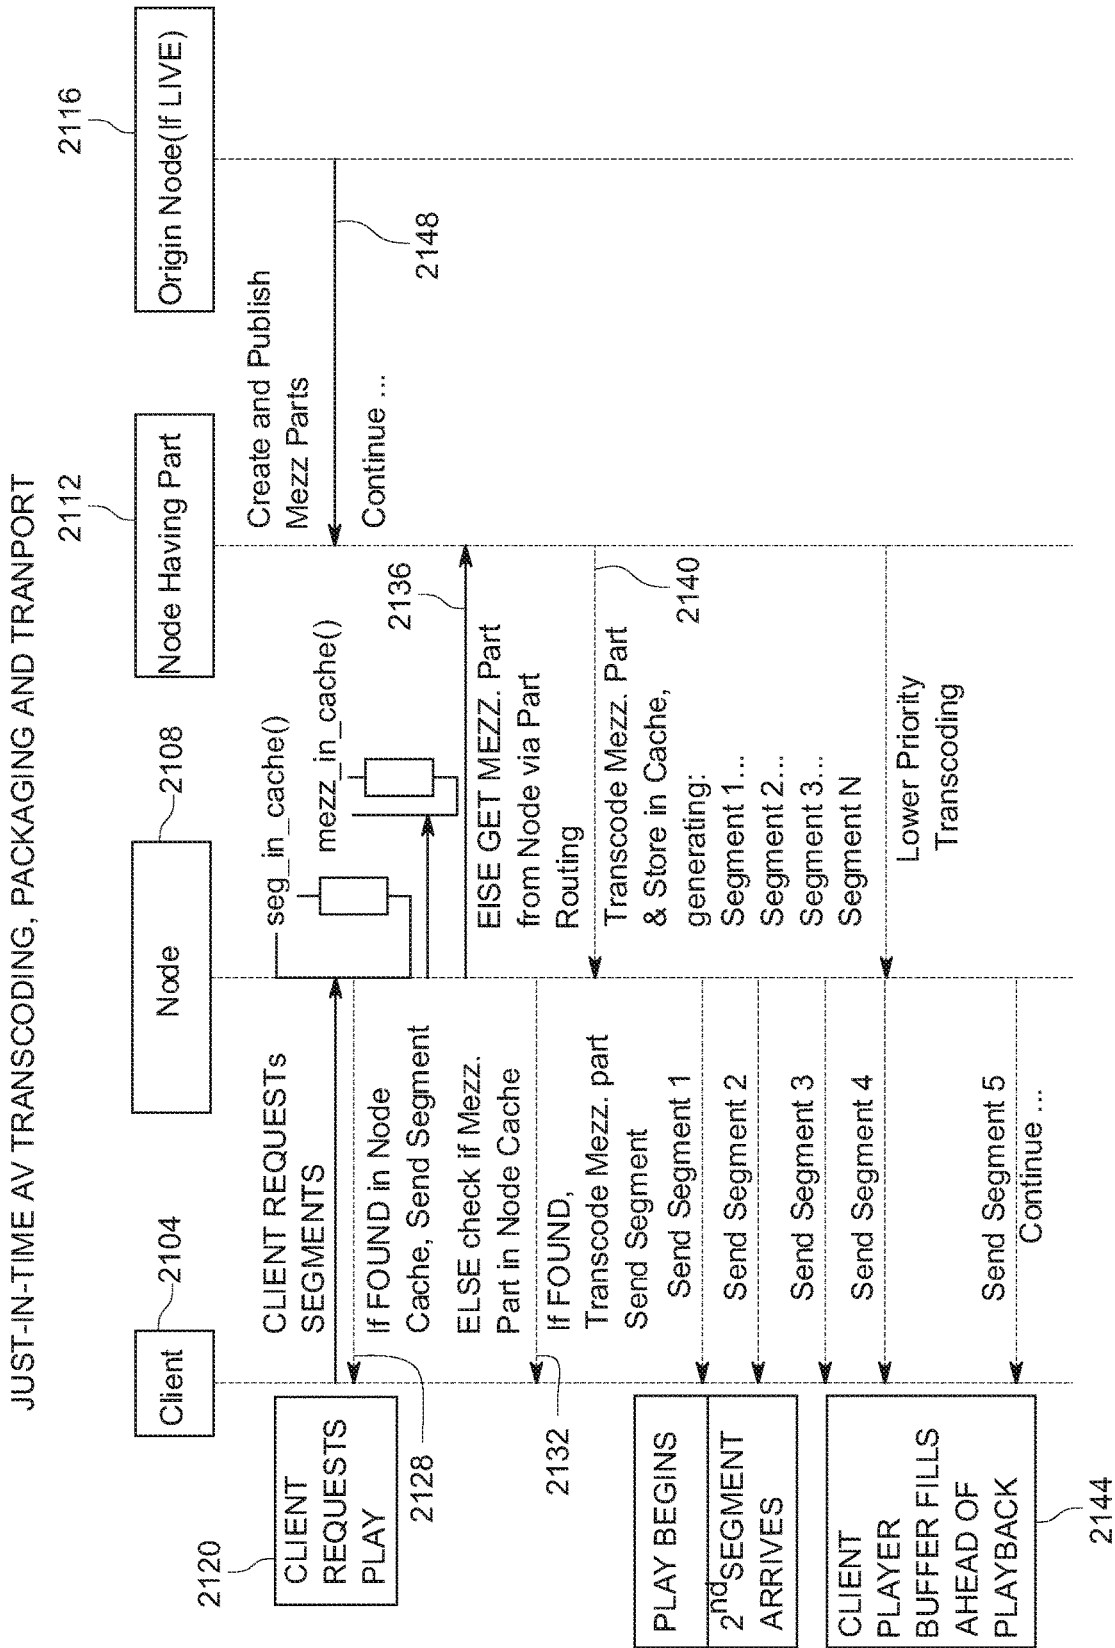 JUST-IN-TIME AV TRANSCODING, PACKAGING AND TRANPORT
2104
2108
2112
2116
Client
Node
Node Having Part
Origin Node(If LIVE)
2120
CLIENT
REQUESTS
PLAY
CLIENT REQUESTs
SEGMENTS
seg_in_cache()
mezz_in_cache()
Create and Publish
Mezz Parts
2148
Continue ...
2128
If FOUND in Node
Cache, Send Segment
ELSE check if Mezz.
Part in Node Cache
2136
EISE GET MEZZ. Part
from Node via Part
Routing
2132
If FOUND,
Transcode Mezz. part
Send Segment
2140
Transcode Mezz. Part
& Store in Cache,
generating:
Segment 1...
Segment 2...
Segment 3...
Segment N
PLAY BEGINS
2nd SEGMENT
ARRIVES
Send Segment 1
Send Segment 2
Send Segment 3
Send Segment 4
Lower Priority
Transcoding
CLIENT
PLAYER
BUFFER FILLS
AHEAD OF
PLAYBACK
2144
Send Segment 5
Continue ...